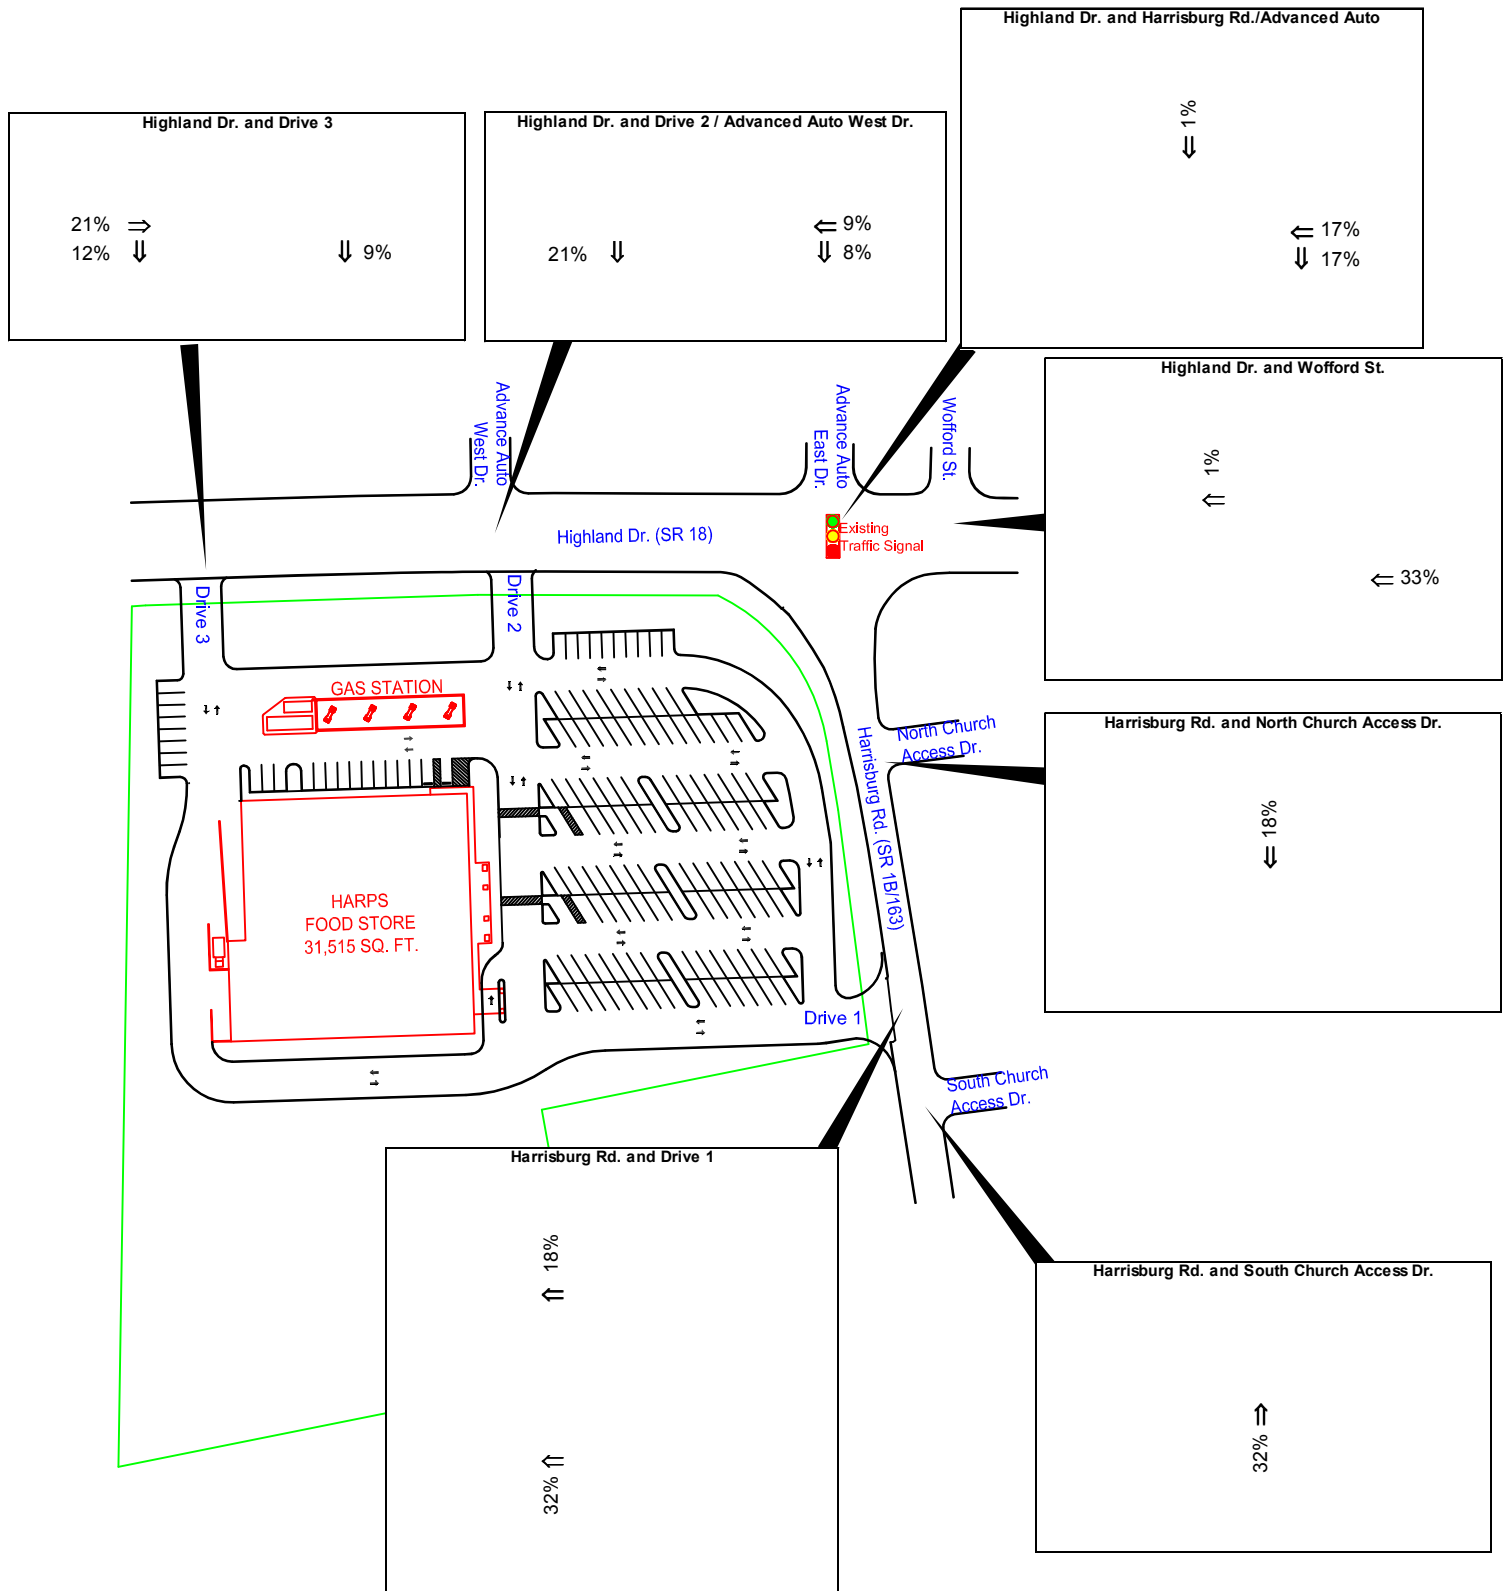 Highland Dr. and Harrisburg Rd./Advanced Auto
1%
⇓
⇐ 17%
⇓ 17%
Highland Dr. and Drive 3
21% ⇒
12% ⇓
⇓ 9%
Highland Dr. and Drive 2 / Advanced Auto West Dr.
21% ⇓
⇐ 9%
⇓ 8%
Highland Dr. and Wofford St.
1%
⇐
⇐ 33%
Advance Auto
West Dr.
Advance Auto
East Dr.
Wofford St.
Highland Dr. (SR 18)
Existing
Traffic Signal
Drive 3
Drive 2
GAS STATION
North Church
Access Dr.
Harrisburg Rd. (SR 1B/163)
Harrisburg Rd. and North Church Access Dr.
18%
⇓
HARPS
FOOD STORE
31,515 SQ. FT.
Drive 1
South Church
Access Dr.
Harrisburg Rd. and Drive 1
18%
⇐
32% ⇐
Harrisburg Rd. and South Church Access Dr.
⇑
32%